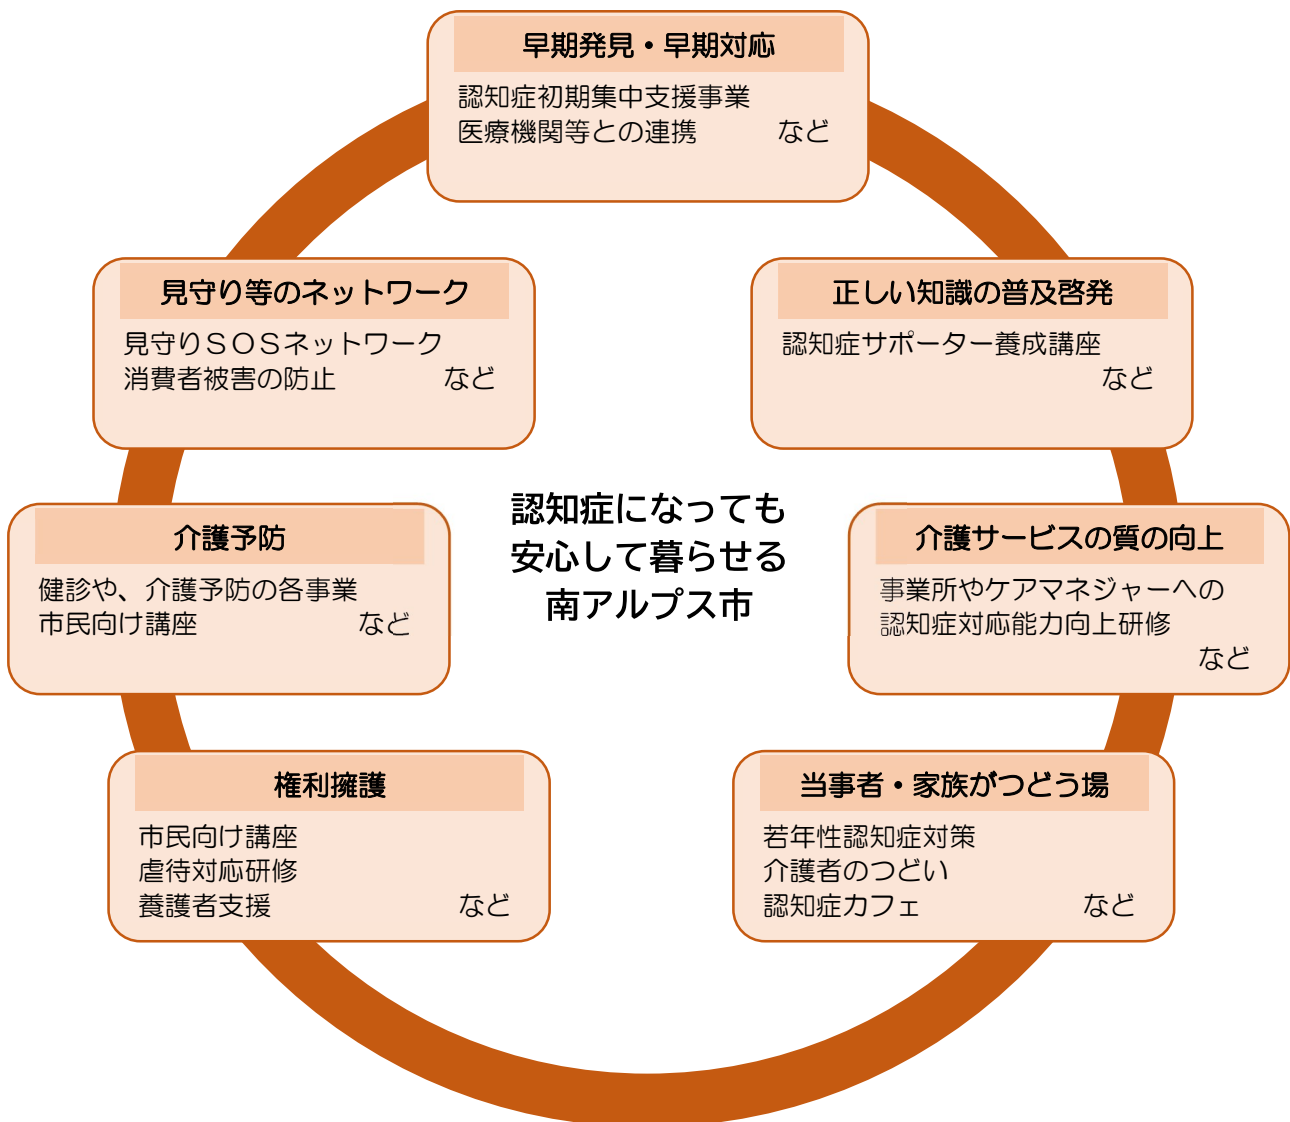 早期発見・早期対応
認知症初期集中支援事業
医療機関等との連携　　　など
見守り等のネットワーク
見守りＳＯＳネットワーク
消費者被害の防止　　　　など
正しい知識の普及啓発
認知症サポーター養成講座
など
認知症になっても
安心して暮らせる
南アルプス市
介護予防
健診や、介護予防の各事業
市民向け講座　　　　　　など
介護サービスの質の向上
事業所やケアマネジャーへの
認知症対応能力向上研修
など
権利擁護
市民向け講座
虐待対応研修
養護者支援　　　　　　　など
当事者・家族がつどう場
若年性認知症対策
介護者のつどい
認知症カフェ　　　　　　など